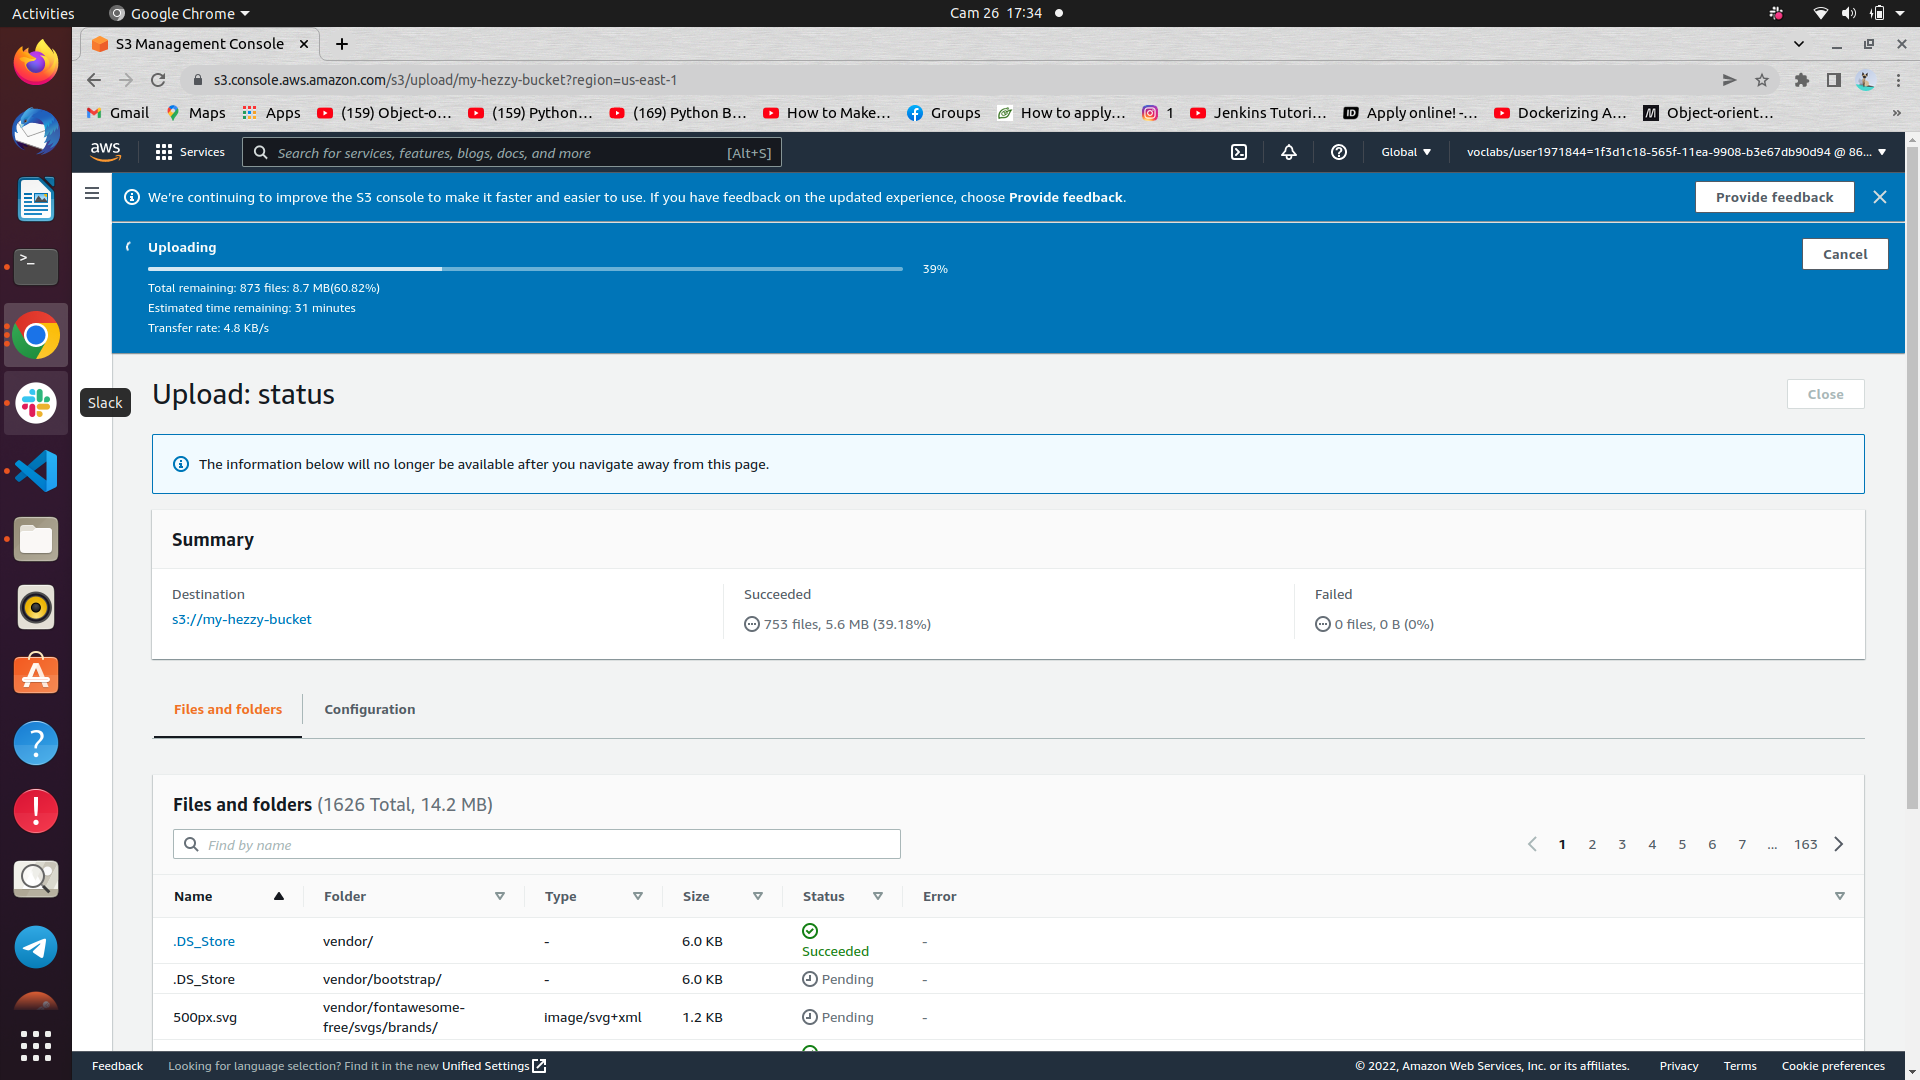 Activities
Google Chrome
Cam 26 17:34
S3 Management Console
s3.console.aws.amazon.com/s3/upload/my-hezzy-bucket?region=us-east-1
Gmail
Maps
Apps
(159) Object-o...
(159) Python...
(169) Python B...
How to Make...
Groups
How to apply...
1
Jenkins Tutori...
Apply online! -...
Dockerizing A...
Object-orient...
aws
Services
Search for services, features, blogs, docs, and more
[Alt+S]
Global
voclabs/user1971844=1f3d1c18-565f-11ea-9908-b3e67db90d94 @ 86...
We're continuing to improve the S3 console to make it faster and easier to use. If you have feedback on the updated experience, choose Provide feedback.
Provide feedback
Uploading
Cancel
39%
Total remaining: 873 files: 8.7 MB(60.82%)
Estimated time remaining: 31 minutes
Transfer rate: 4.8 KB/s
Slack
Upload: status
Close
The information below will no longer be available after you navigate away from this page.
Summary
Destination
s3://my-hezzy-bucket
Succeeded
753 files, 5.6 MB (39.18%)
Failed
0 files, 0 B (0%)
Files and folders
Configuration
Files and folders (1626 Total, 14.2 MB)
Find by name
1 2 3 4 5 6 7 ... 163
Name Folder Type Size Status Error
.DS_Store vendor/ - 6.0 KB Succeeded -
.DS_Store vendor/bootstrap/ - 6.0 KB Pending -
500px.svg vendor/fontawesome-free/svgs/brands/ image/svg+xml 1.2 KB Pending -
Feedback
Looking for language selection? Find it in the new Unified Settings
© 2022, Amazon Web Services, Inc. or its affiliates.
Privacy
Terms
Cookie preferences